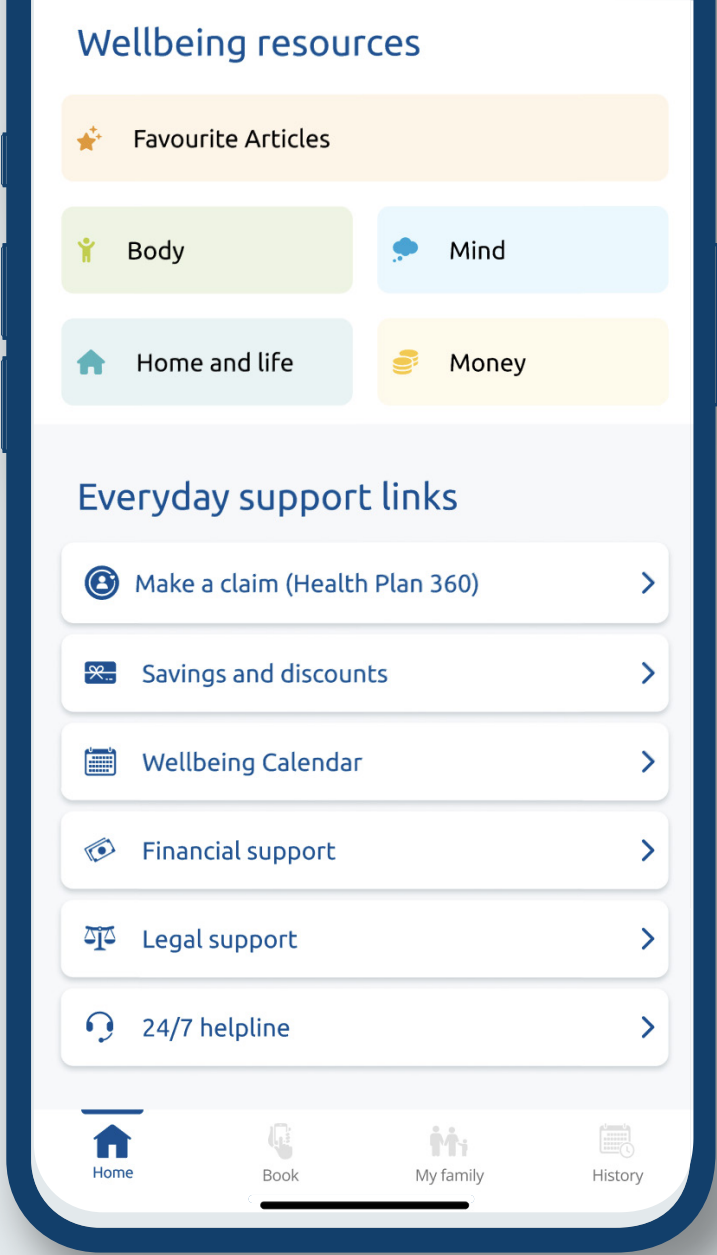 Wellbeing resources
Favourite Articles
Body
Mind
Home and life
Money
Everyday support links
Make a claim (Health Plan 360)
Savings and discounts
Wellbeing Calendar
Financial support
Legal support
24/7 helpline
Home
Book
My family
History